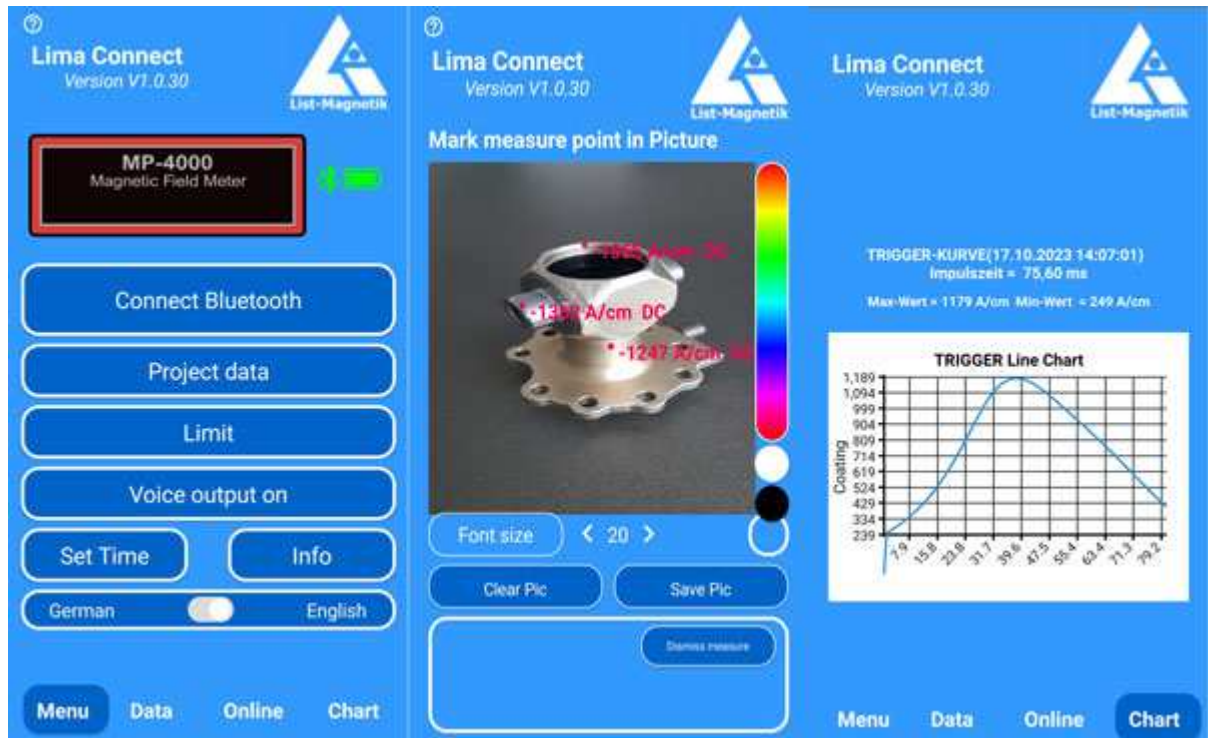 Lima Connect
Version V1.0.30
List-Magnetik
MP-4000
Magnetic Field Meter
Connect Bluetooth
Project data
Limit
Voice output on
Set Time
Info
German
English
Menu
Data
Online
Chart
Lima Connect
Version V1.0.30
List-Magnetik
Mark measure point in Picture
A/cm
A/cm DC
-1247 A/cm
Font size
< 20 >
Clear Pic
Save Pic
Dismiss measure
Lima Connect
Version V1.0.30
List-Magnetik
TRIGGER-KURVE(17.10.2023 14:07:01)
Impulszeit = 75,60 ms
Max-Wert = 1179 A/cm Min-Wert = 249 A/cm
TRIGGER Line Chart
Coating
1,189
1,094
999
904
809
714
619
524
429
334
239
7.9
15.8
23.8
31.7
39.6
47.5
55.4
63.4
71.3
79.2
Menu
Data
Online
Chart